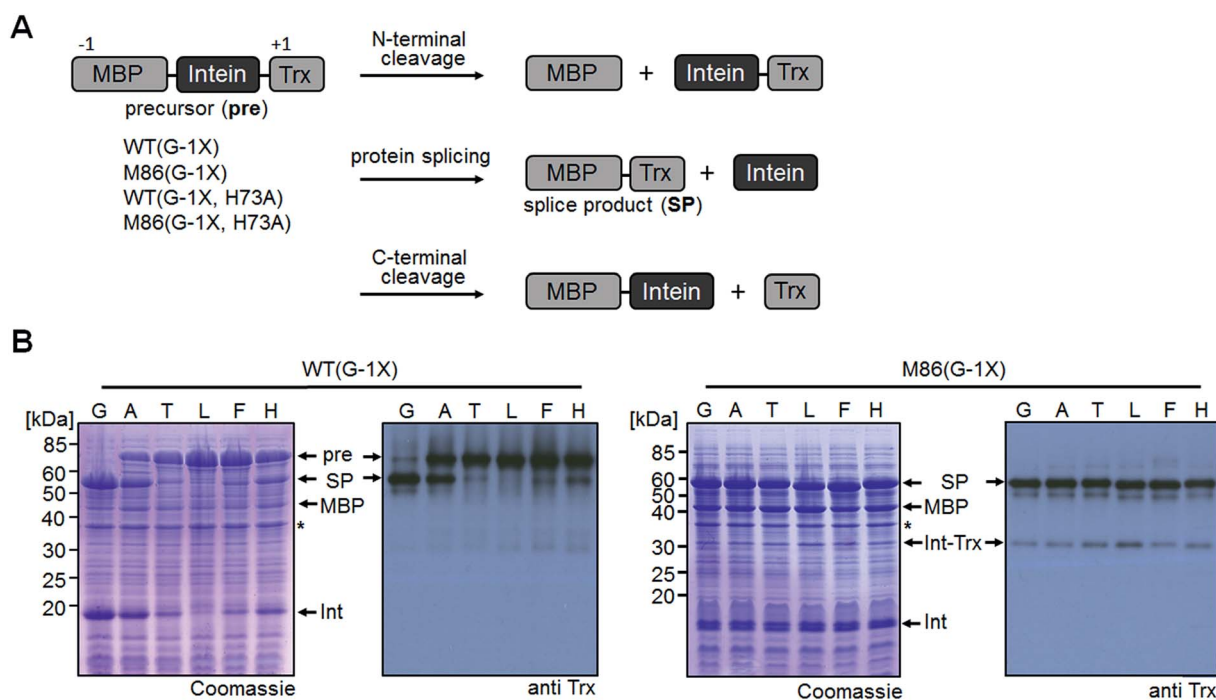 A
-1
+1
MBP
Intein
Trx
precursor (pre)
WT(G-1X)
M86(G-1X)
WT(G-1X, H73A)
M86(G-1X, H73A)
N-terminal
cleavage
MBP
+
Intein
Trx
protein splicing
MBP
Trx
+
Intein
splice product (SP)
C-terminal
cleavage
MBP
Intein
+
Trx
B
WT(G-1X)
[kDa]
G A T L F H
85
60
50
40
30
25
20
pre
SP
MBP
*
Int
Coomassie
G A T L F H
anti Trx
M86(G-1X)
[kDa]
G A T L F H
85
60
50
40
30
25
20
SP
MBP
*
Int-Trx
Int
Coomassie
G A T L F H
anti Trx